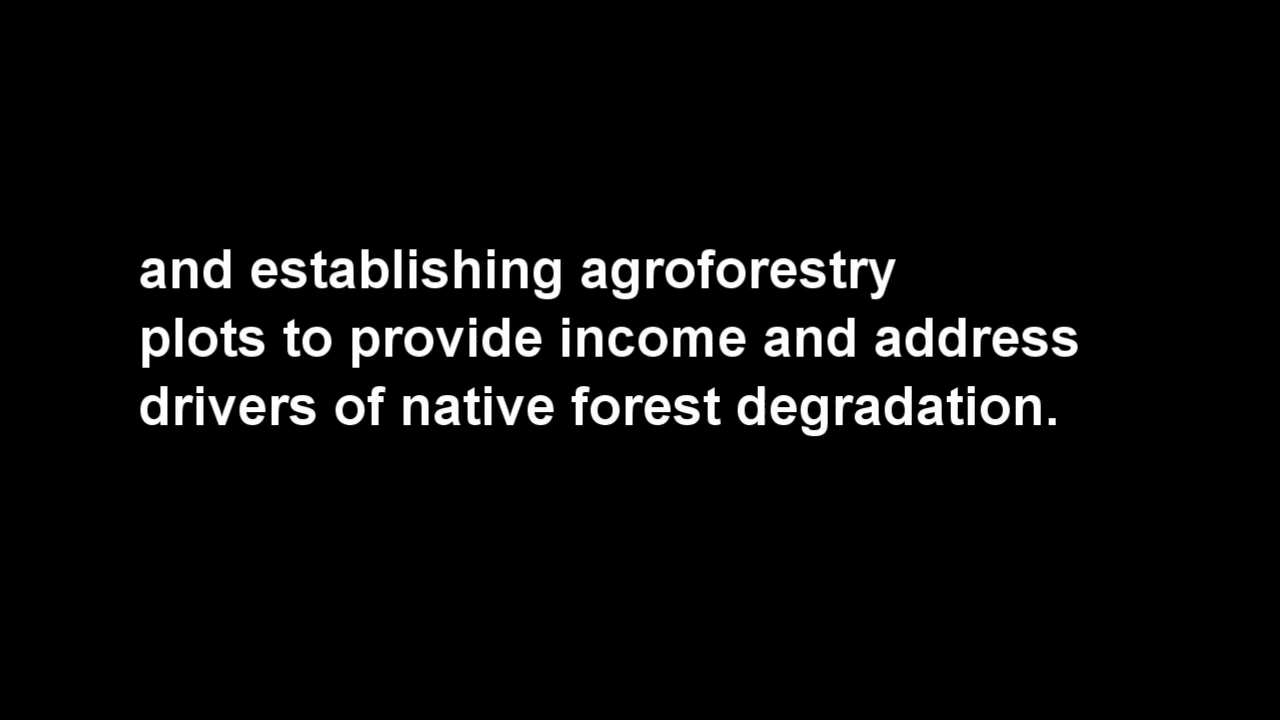 and establishing agroforestry
plots to provide income and address
drivers of native forest degradation.